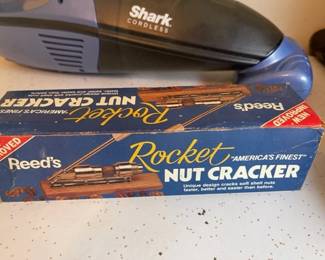 Shark
CORDLESS
Rocket
"AMERICA'S FINEST"
NUT CRACKER
Reed's
Rocket
"AMERICA'S FINEST"
NUT CRACKER
Unique design cracks soft shell nuts
faster, better and easier than before.
NEW
IMPROVED